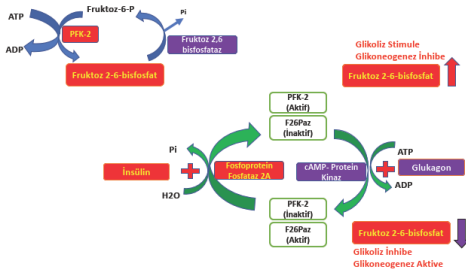 ATP
Fruktoz-6-P
Pi
PFK-2
Fruktoz 2,6
bisfosfataz
ADP
Fruktoz 2-6-bisfosfat
Glikoliz Stimule
Glikoneogenez İnhibe
Fruktoz 2-6-bisfosfat
PFK-2
(Aktif)
F26Paz
(İnaktif)
Pi
ATP
İnsülin
Fosfoprotein
Fosfataz 2A
cAMP- Protein
Kinaz
Glukagon
H2O
ADP
PFK-2
(İnaktif)
F26Paz
(Aktif)
Fruktoz 2-6-bisfosfat
Glikoliz İnhibe
Glikoneogenez Aktive